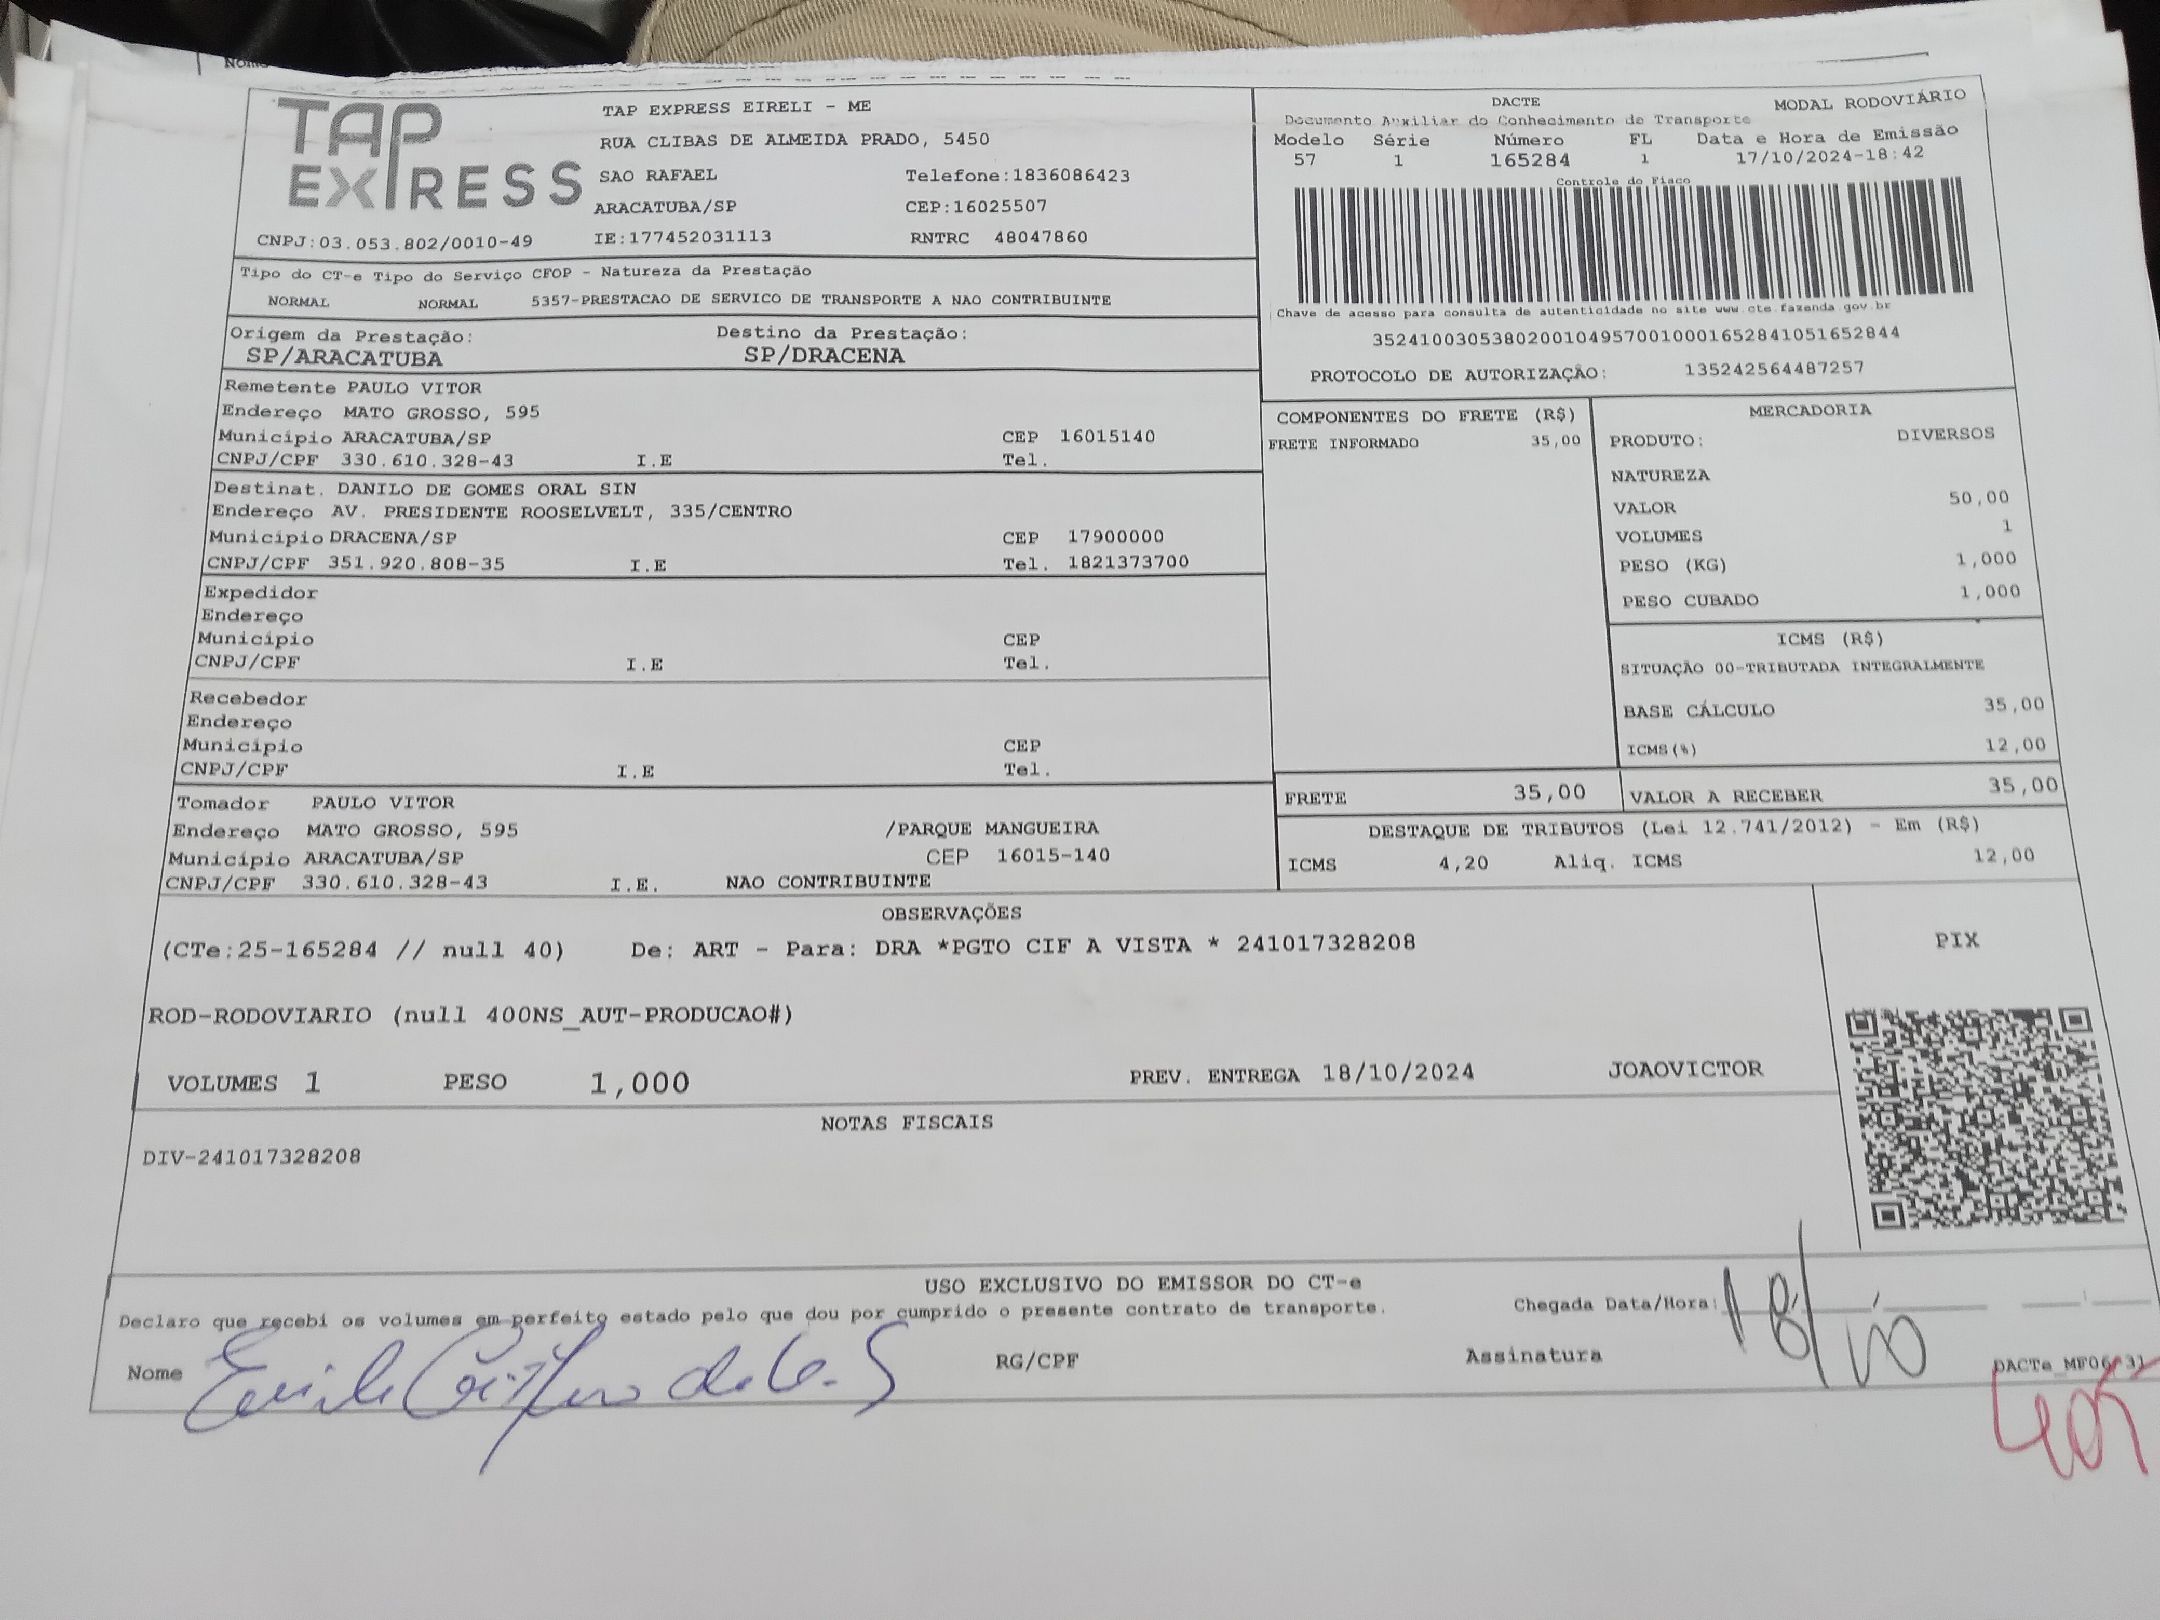 TAP EXPRESS
TAP EXPRESS EIRELI - ME
RUA CLIBAS DE ALMEIDA PRADO, 5450
SAO RAFAEL Telefone:1836086423
ARACATUBA/SP CEP:16025507
CNPJ:03.053.802/0010-49 IE:177452031113 RNTRC 48047860
DACTE MODAL RODOVIÁRIO
Documento Auxiliar do Conhecimento de Transporte
Modelo Série Número FL Data e Hora de Emissão
57 1 165284 1 17/10/2024-18:42
Controle do Fisco
Chave de acesso para consulta de autenticidade no site www.cte.fazenda.gov.br
35241003053802001049570010001652841051652844
PROTOCOLO DE AUTORIZAÇÃO: 135242564487257
Tipo do CT-e Tipo do Serviço CFOP - Natureza da Prestação
NORMAL NORMAL 5357-PRESTACAO DE SERVICO DE TRANSPORTE A NAO CONTRIBUINTE
Origem da Prestação: Destino da Prestação:
SP/ARACATUBA SP/DRACENA
Remetente PAULO VITOR
Endereço MATO GROSSO, 595
Município ARACATUBA/SP CEP 16015140
CNPJ/CPF 330.610.328-43 I.E Tel.
Destinat. DANILO DE GOMES ORAL SIN
Endereço AV. PRESIDENTE ROOSELVELT, 335/CENTRO
Município DRACENA/SP CEP 17900000
CNPJ/CPF 351.920.808-35 I.E Tel. 1821373700
Expedidor
Endereço
Município CEP
CNPJ/CPF I.E Tel.
Recebedor
Endereço
Município CEP
CNPJ/CPF I.E Tel.
Tomador PAULO VITOR
Endereço MATO GROSSO, 595 /PARQUE MANGUEIRA
Município ARACATUBA/SP CEP 16015-140
CNPJ/CPF 330.610.328-43 I.E. NAO CONTRIBUINTE
COMPONENTES DO FRETE (R$)
FRETE INFORMADO 35,00
MERCADORIA
PRODUTO: DIVERSOS
NATUREZA
VALOR 50,00
VOLUMES 1
PESO (KG) 1,000
PESO CUBADO 1,000
ICMS (R$)
SITUAÇÃO 00-TRIBUTADA INTEGRALMENTE
BASE CÁLCULO 35,00
ICMS(%) 12,00
FRETE 35,00 VALOR A RECEBER 35,00
DESTAQUE DE TRIBUTOS (Lei 12.741/2012) - Em (R$)
ICMS 4,20 Aliq. ICMS 12,00
OBSERVAÇÕES
(CTe:25-165284 // null 40) De: ART - Para: DRA *PGTO CIF A VISTA * 241017328208
ROD-RODOVIARIO (null 400NS_AUT-PRODUCAO#)
VOLUMES 1 PESO 1,000 PREV. ENTREGA 18/10/2024 JOAOVICTOR
PIX
NOTAS FISCAIS
DIV-241017328208
USO EXCLUSIVO DO EMISSOR DO CT-e
Declaro que recebi os volumes em perfeito estado pelo que dou por cumprido o presente contrato de transporte. Chegada Data/Hora: 18/10
Nome RG/CPF Assinatura